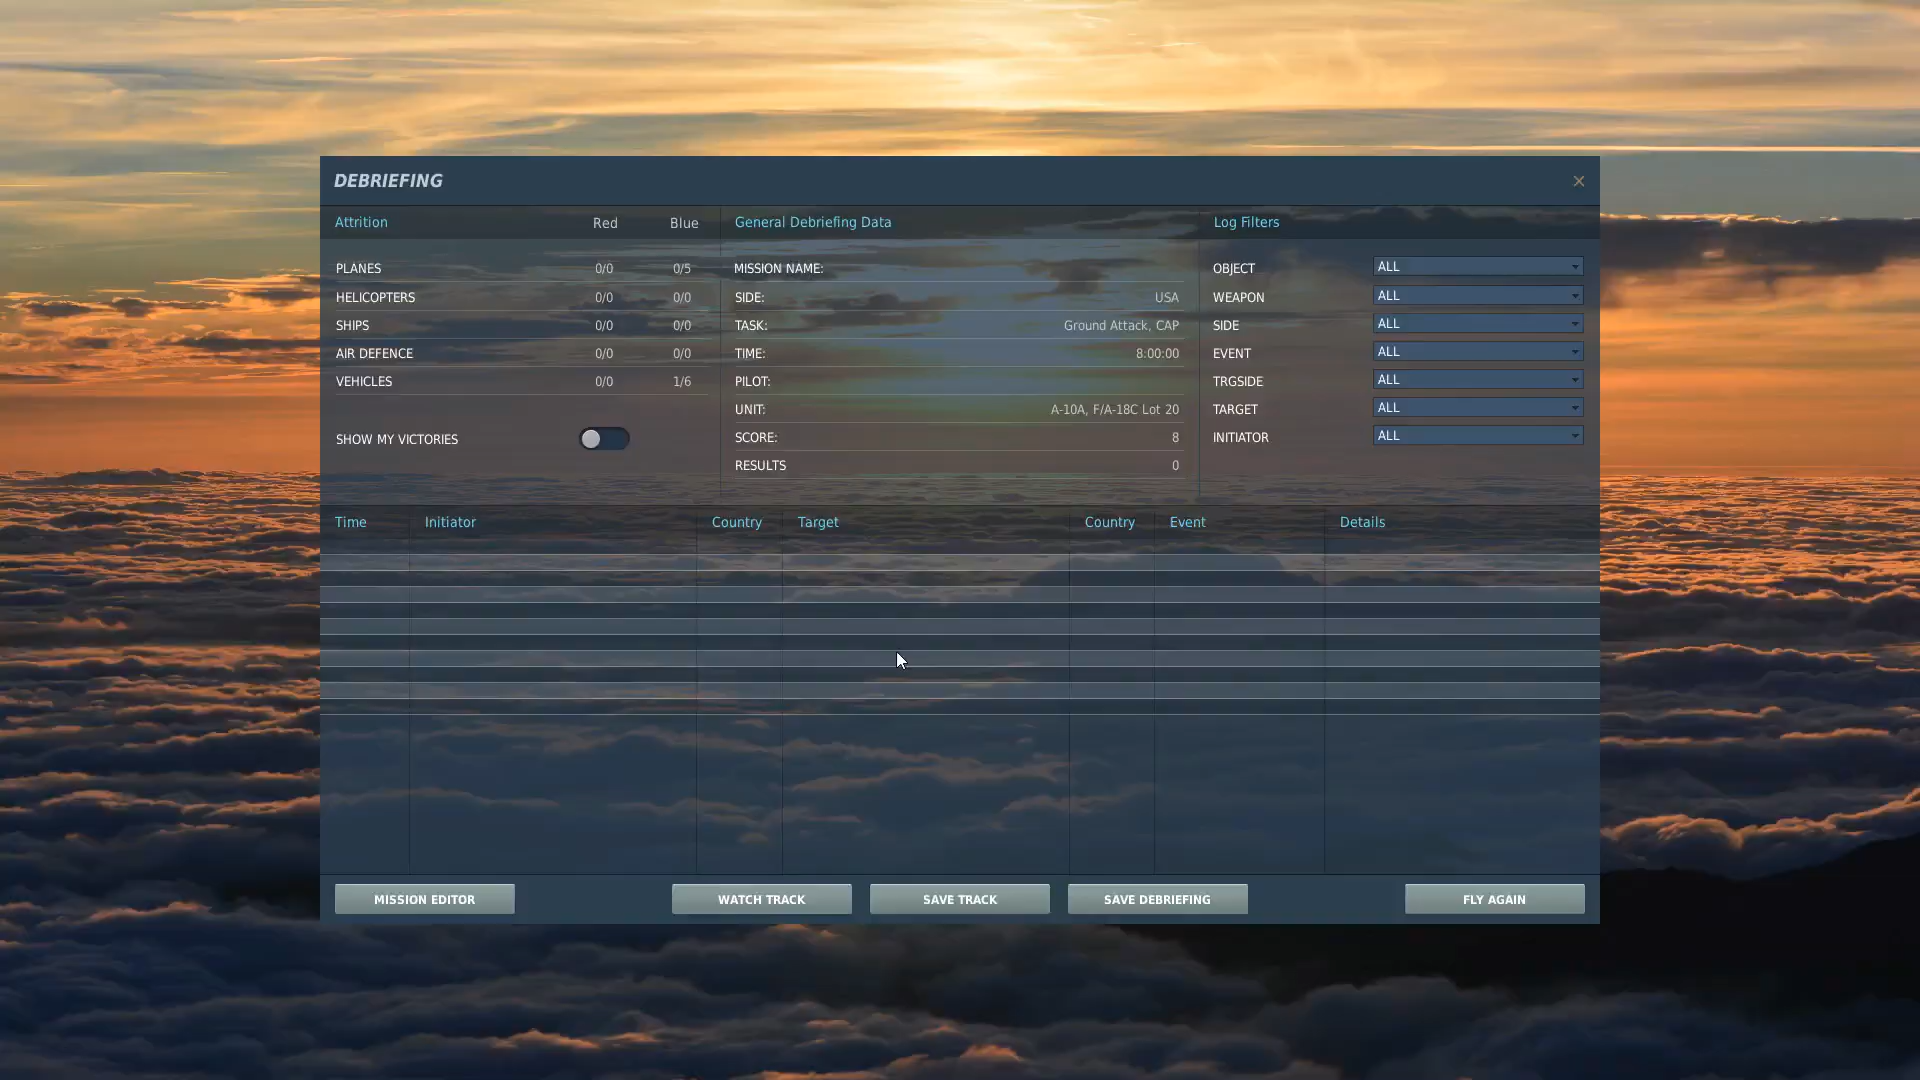 DEBRIEFING
Attrition Red Blue General Debriefing Data Log Filters
PLANES 0/0 0/5 MISSION NAME: OBJECT ALL
HELICOPTERS 0/0 0/0 SIDE: USA WEAPON ALL
SHIPS 0/0 0/0 TASK: Ground Attack, CAP SIDE ALL
AIR DEFENCE 0/0 0/0 TIME: 8:00:00 EVENT ALL
VEHICLES 0/0 1/6 PILOT: TRGSIDE ALL
UNIT: A-10A, F/A-18C Lot 20 TARGET ALL
SHOW MY VICTORIES SCORE: 8 INITIATOR ALL
RESULTS 0
Time Initiator Country Target Country Event Details
MISSION EDITOR WATCH TRACK SAVE TRACK SAVE DEBRIEFING FLY AGAIN